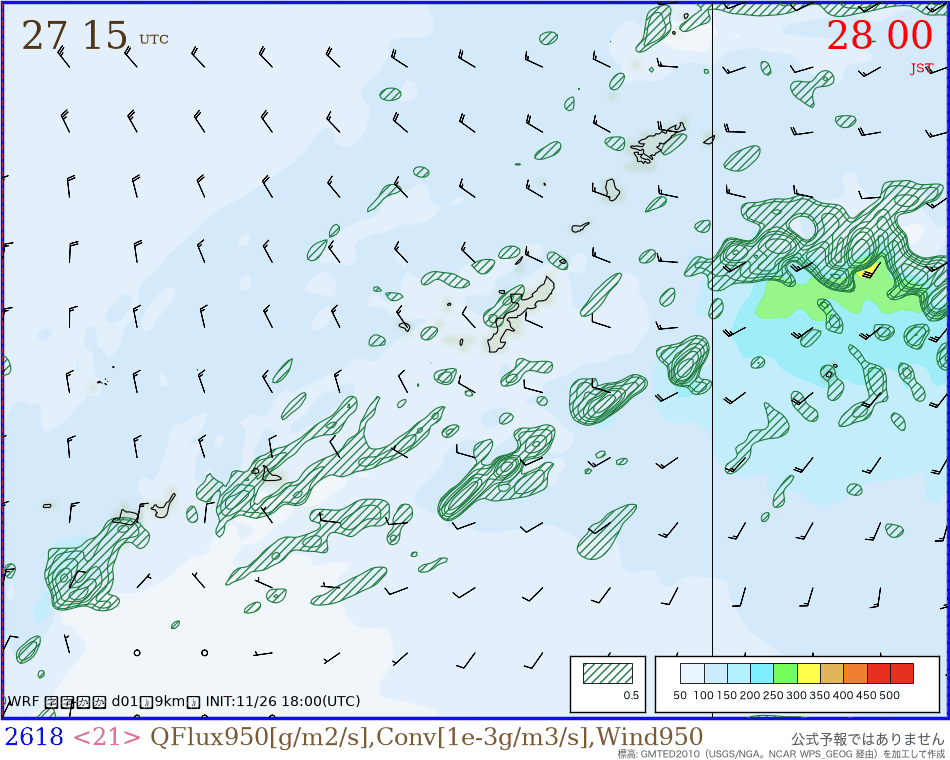 27 15 UTC
28 00
JST
0.5
50 100 150 200 250 300 350 400 450 500
WRF d01 9km INIT:11/26 18:00(UTC)
2618 <21> QFlux950[g/m2/s],Conv[1e-3g/m3/s],Wind950
公式予報ではありません
標高: GMTED2010（USGS/NGA。NCAR WPS_GEOG 経由）を加工して作成